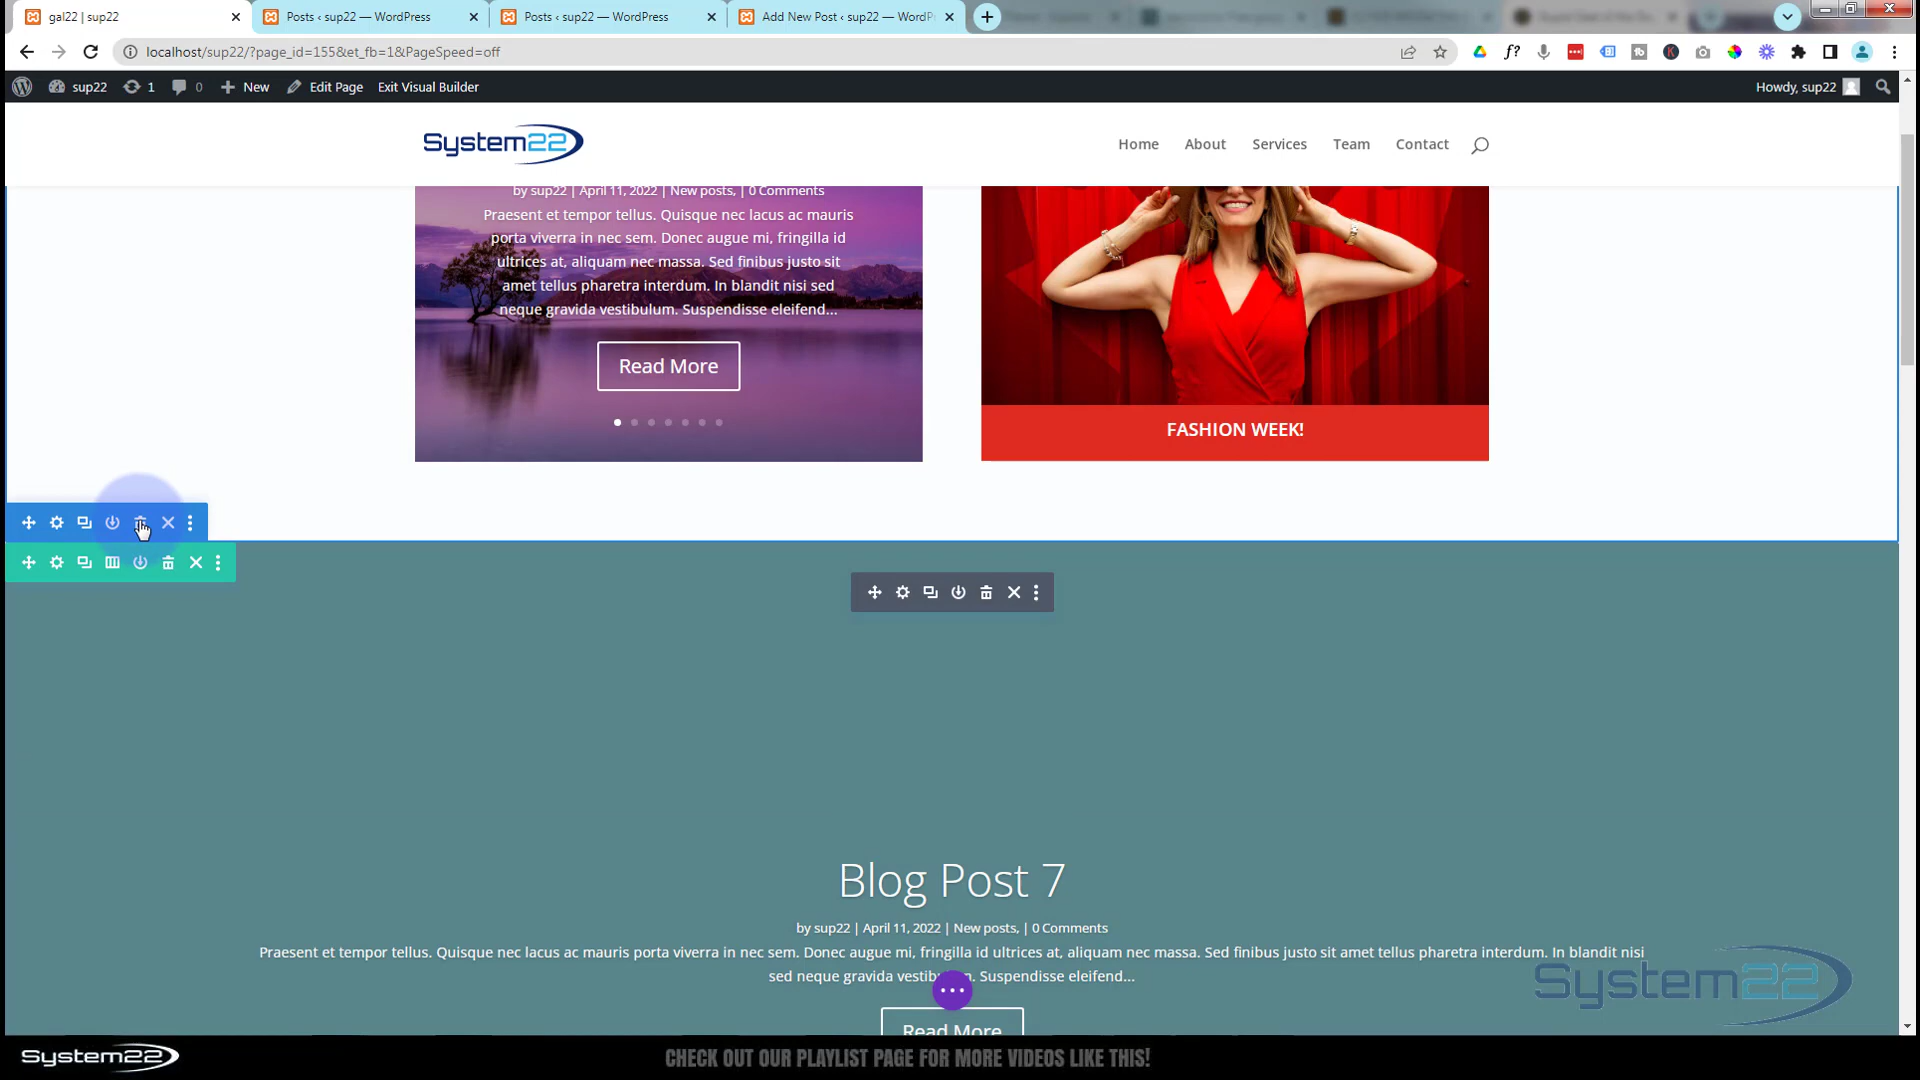 gal22 | sup22
Posts ‹ sup22 — WordPress
Posts ‹ sup22 — WordPress
Add New Post ‹ sup22 — WordP
localhost/sup22/?page_id=155&et_fb=1&PageSpeed=off
sup22
1
0
New
Edit Page
Exit Visual Builder
Howdy, sup22
System22
Home
About
Services
Team
Contact
by sup22 | April 11, 2022 | New posts, | 0 Comments
Praesent et tempor tellus. Quisque nec lacus ac mauris
porta viverra in nec sem. Donec augue mi, fringilla id
ultrices at, aliquam nec massa. Sed finibus justo sit
amet tellus pharetra interdum. In blandit nisi sed
neque gravida vestibulum. Suspendisse eleifend...
Read More
FASHION WEEK!
Blog Post 7
by sup22 | April 11, 2022 | New posts, | 0 Comments
Praesent et tempor tellus. Quisque nec lacus ac mauris porta viverra in nec sem. Donec augue mi, fringilla id ultrices at, aliquam nec massa. Sed finibus justo sit amet tellus pharetra interdum. In blandit nisi
sed neque gravida vestibulum. Suspendisse eleifend...
Read More
System22
System22
CHECK OUT OUR PLAYLIST PAGE FOR MORE VIDEOS LIKE THIS!